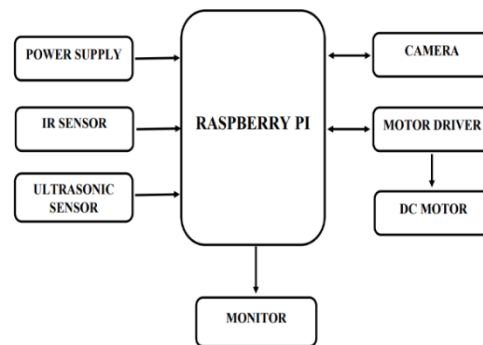 POWER SUPPLY
IR SENSOR
ULTRASONIC
SENSOR
RASPBERRY PI
CAMERA
MOTOR DRIVER
DC MOTOR
MONITOR